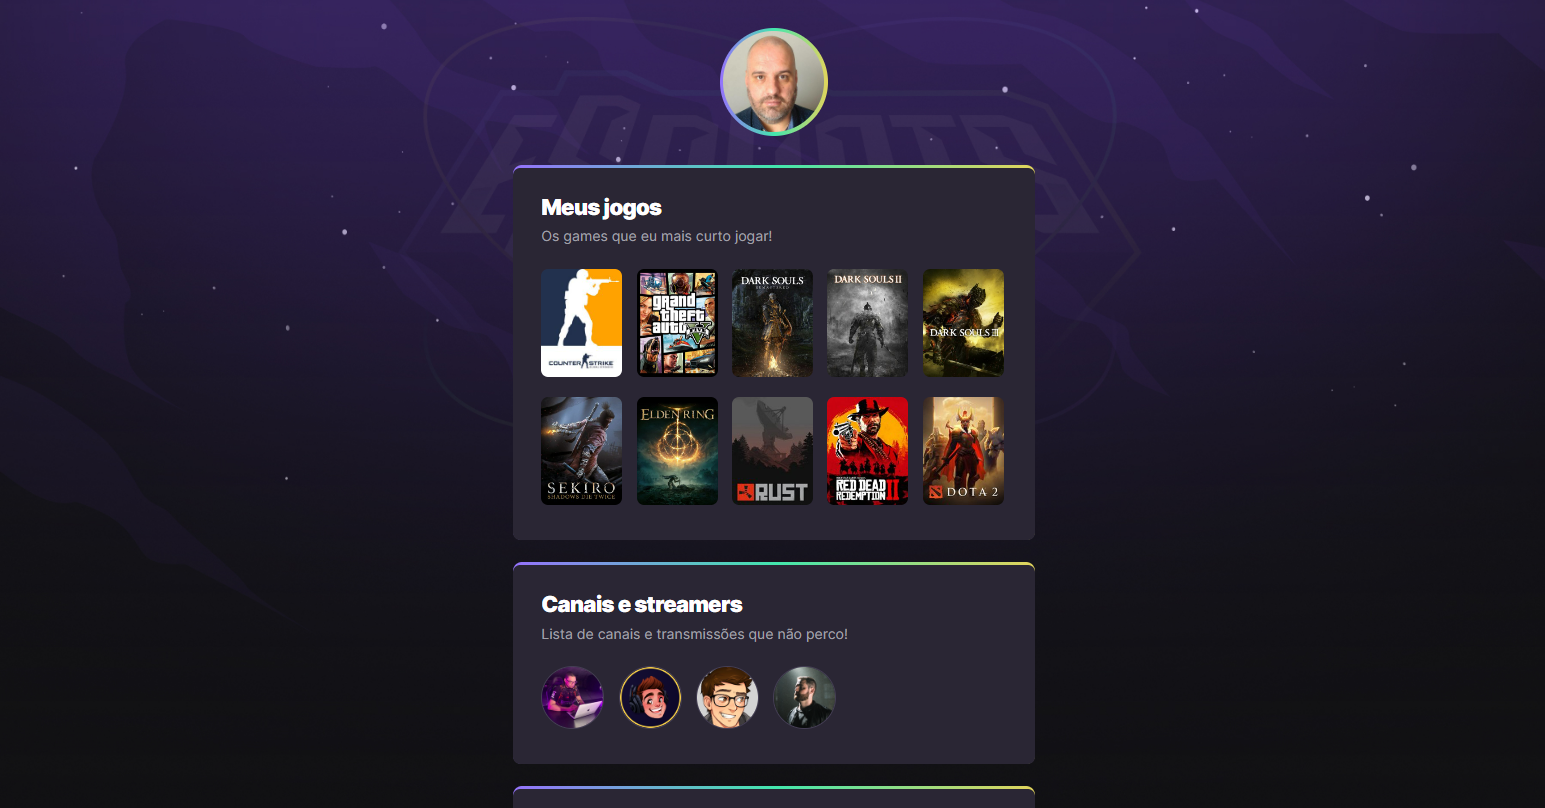 ESPORTS
Meus jogos
Os games que eu mais curto jogar!
COUNTER STRIKE
grand
theft
auto V
DARK SOULS
REMASTERED
DARK SOULS II
DARK SOULS III
SEKIRO
SHADOWS DIE TWICE
ELDEN RING
RUST
RED DEAD
REDEMPTION II
DOTA 2
Canais e streamers
Lista de canais e transmissões que não perco!